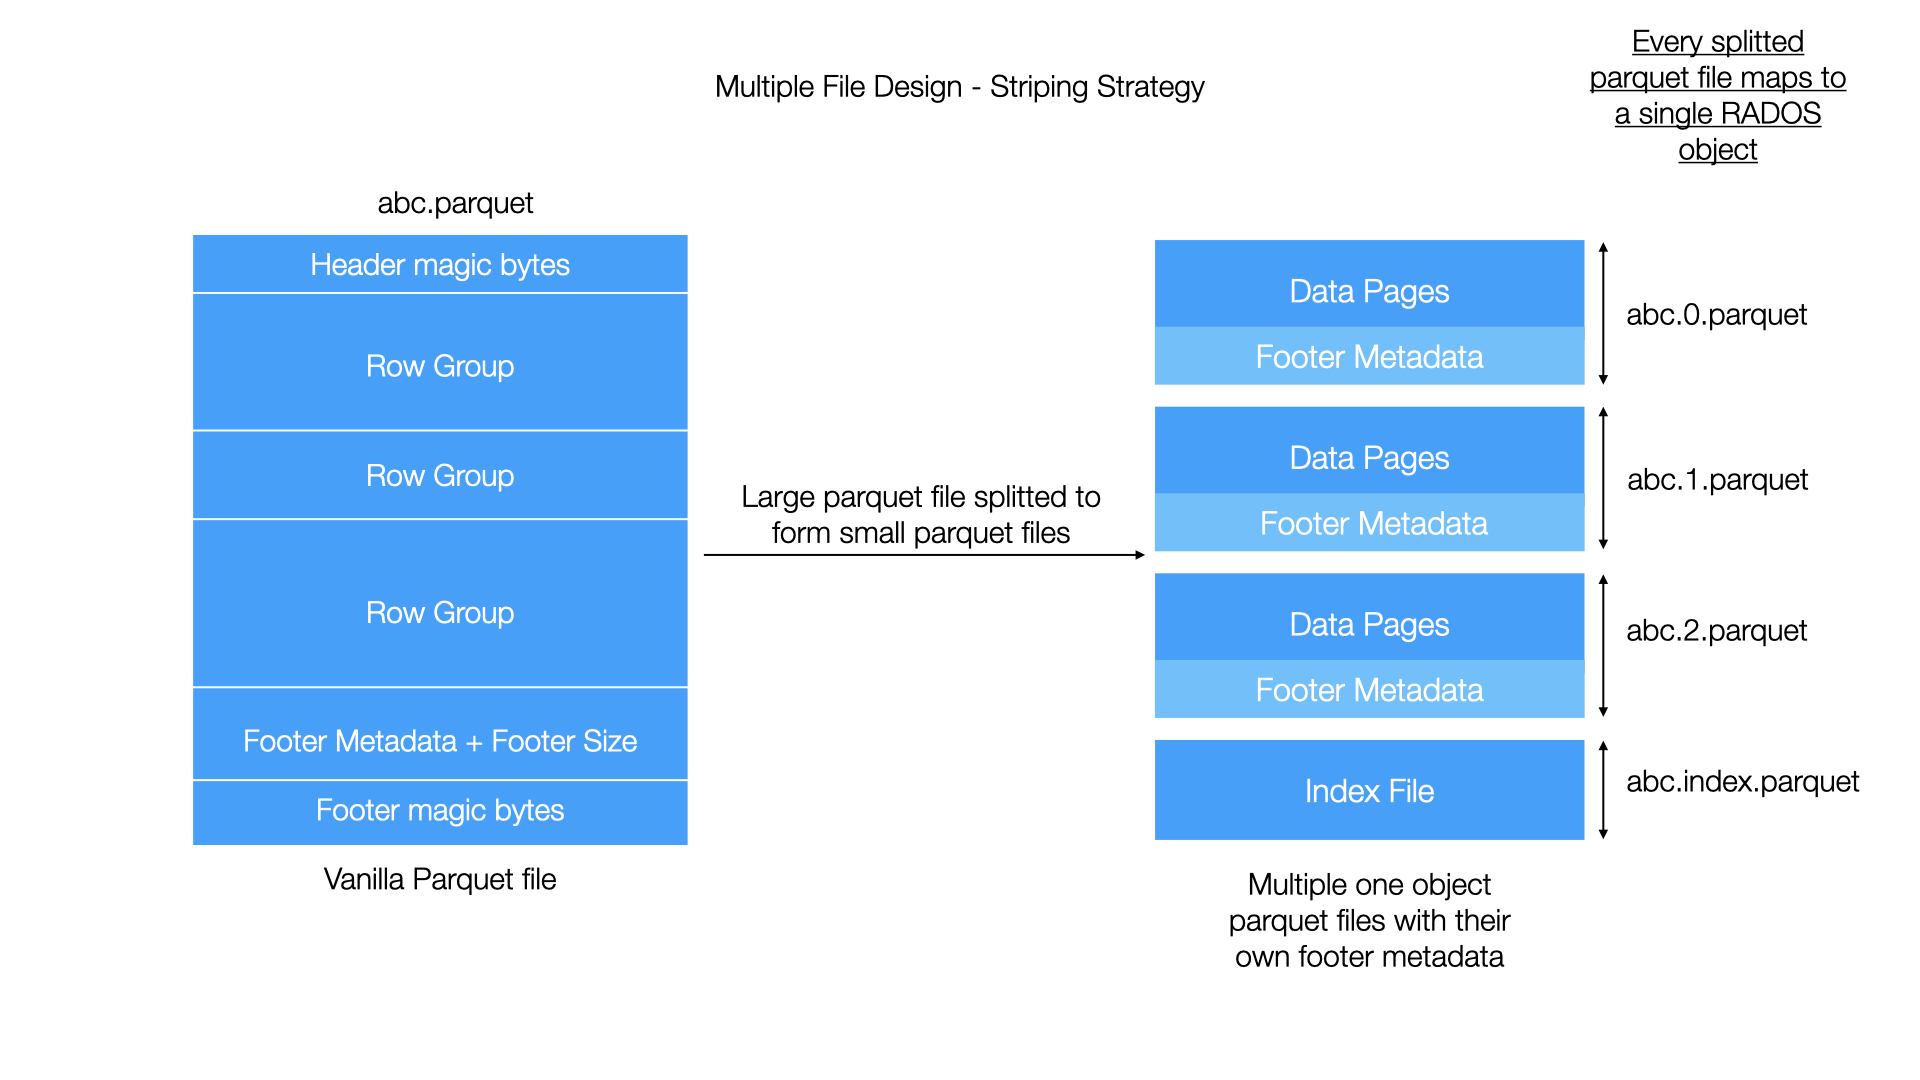 Every splitted
parquet file maps to
a single RADOS
object
Multiple File Design - Striping Strategy
abc.parquet
Header magic bytes
Row Group
Row Group
Row Group
Footer Metadata + Footer Size
Footer magic bytes
Vanilla Parquet file
Large parquet file splitted to
form small parquet files
Data Pages
Footer Metadata
abc.0.parquet
Data Pages
Footer Metadata
abc.1.parquet
Data Pages
Footer Metadata
abc.2.parquet
Index File
abc.index.parquet
Multiple one object
parquet files with their
own footer metadata